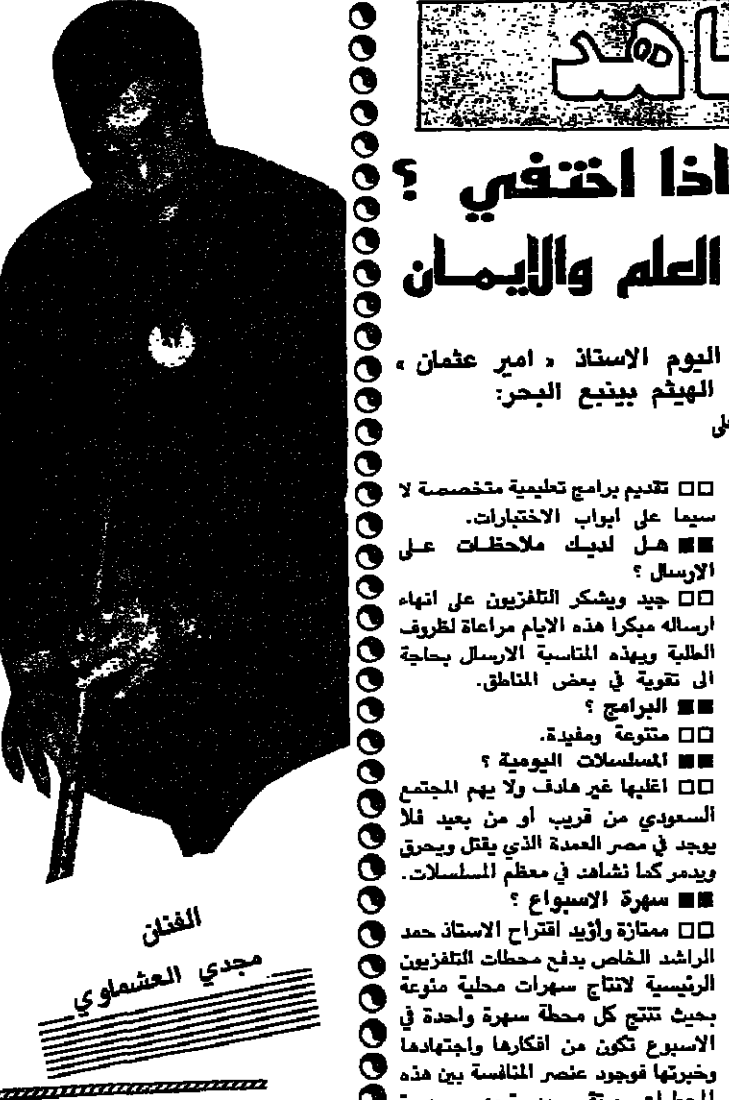 اهد
اذا اختفي ؟
العلم والايمان
اليوم الاستاذ « امير عثمان »
الهيثم بينبع البحر:
□□ تقديم برامج تعليمية متخصصة لا
سيما على ابواب الاختبارات.
■■ هل لديك ملاحظات على
الارسال ؟
□□ جيد ويشكر التلفزيون على انهاء
ارساله مبكرا هذه الايام مراعاة لظروف
الطلبة وبهذه المناسبة الارسال بحاجة
الى تقوية في بعض المناطق.
■■ البرامج ؟
□□ متنوعة ومفيدة.
■■ المسلسلات اليومية ؟
□□ اغلبها غير هادف ولا يهم المجتمع
السعودي من قريب أو من بعيد فلا
يوجد في مصر العمدة الذي يقتل ويحرق
ويدمر كما نشاهد في معظم المسلسلات.
■■ سهرة الاسبواع ؟
□□ ممتازة وأؤيد اقتراح الاستاذ حمد
الراشد الخاص بدفع محطات التلفزيون
الرئيسية لانتاج سهرات محلية منوعة
بحيث تنتج كل محطة سهرة واحدة في
الاسبوع تكون من افكارها واجتهادها
وخبرتها فوجود عنصر المنافسة بين هذه
الفنان
مجدي العشماوي